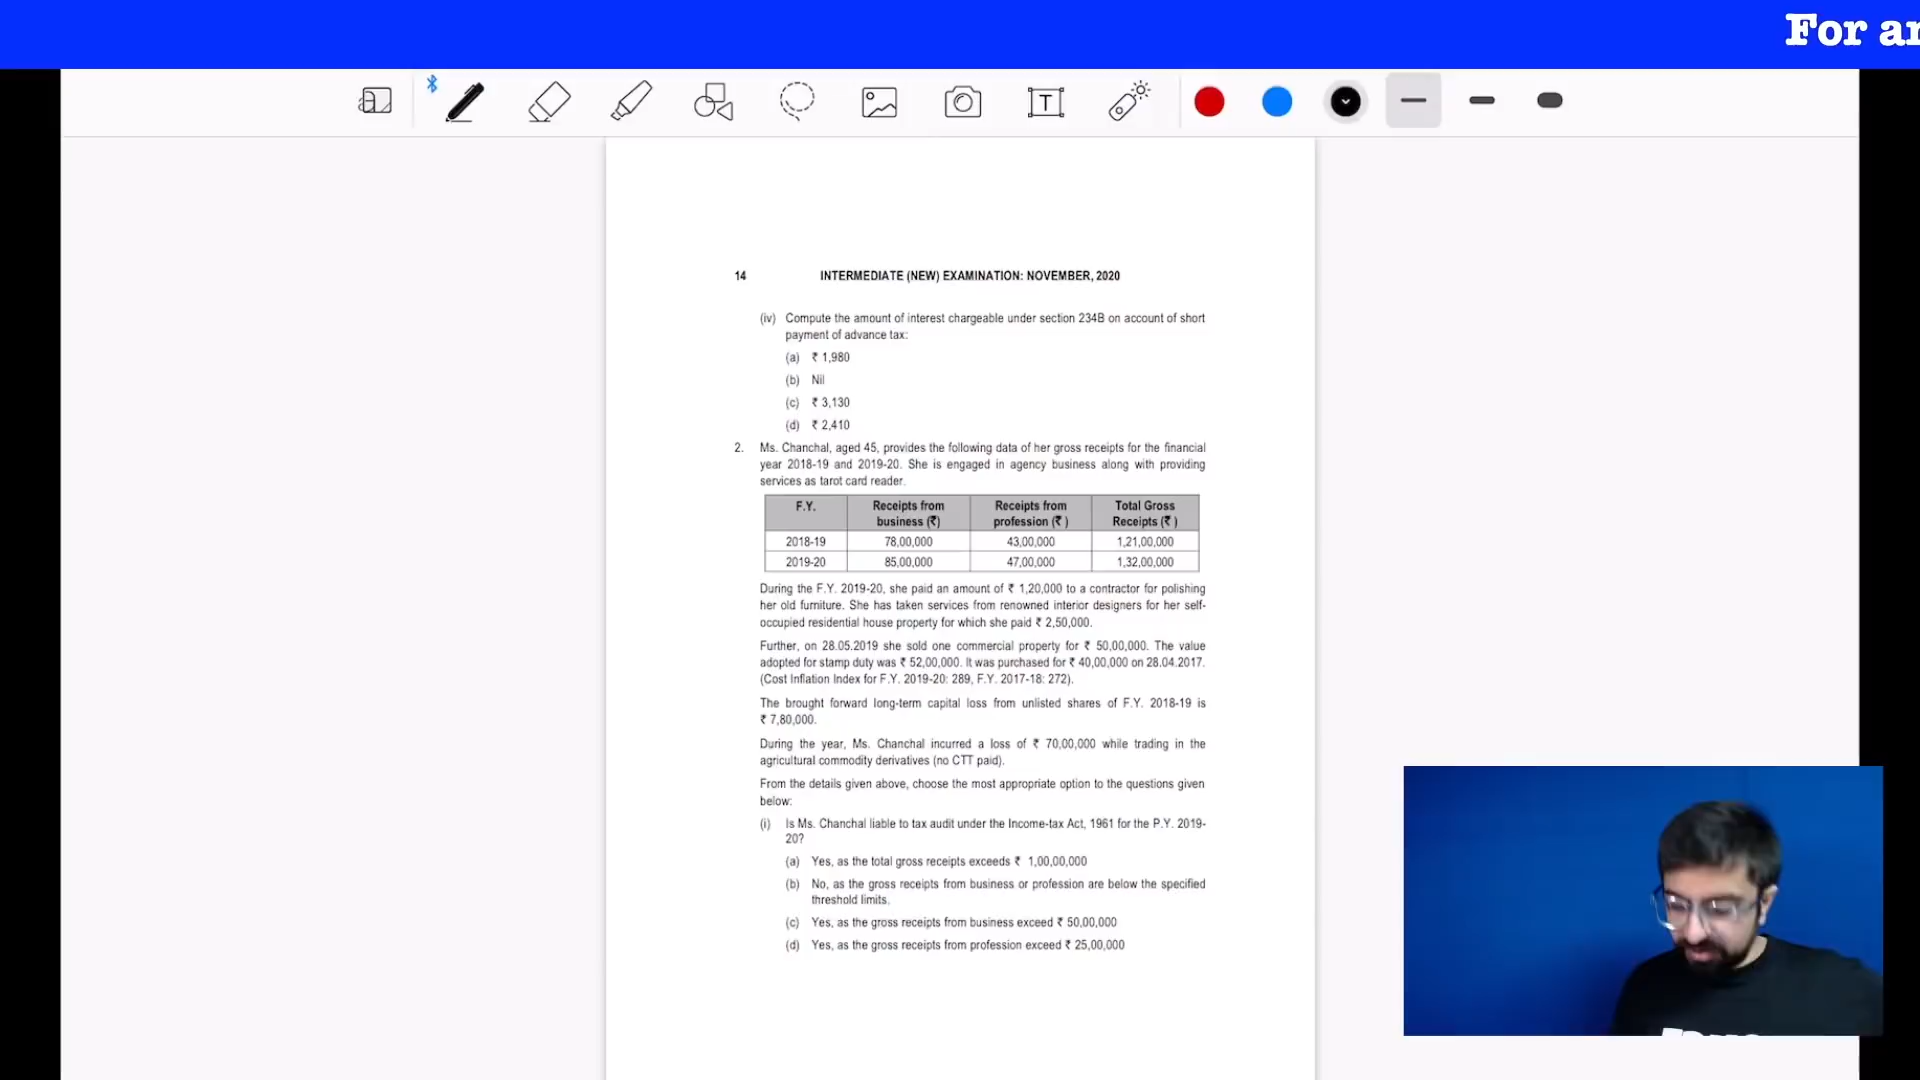 For an
T
14 INTERMEDIATE (NEW) EXAMINATION: NOVEMBER, 2020
(iv) Compute the amount of interest chargeable under section 234B on account of short
payment of advance tax:
(a) ₹ 1,980
(b) Nil
(c) ₹ 3,130
(d) ₹ 2,410
2. Ms. Chanchal, aged 45, provides the following data of her gross receipts for the financial
year 2018-19 and 2019-20. She is engaged in agency business along with providing
services as tarot card reader.
F.Y. Receipts from business (₹) Receipts from profession (₹ ) Total Gross Receipts (₹ )
2018-19 78,00,000 43,00,000 1,21,00,000
2019-20 85,00,000 47,00,000 1,32,00,000
During the F.Y. 2019-20, she paid an amount of ₹ 1,20,000 to a contractor for polishing
her old furniture. She has taken services from renowned interior designers for her self-
occupied residential house property for which she paid ₹ 2,50,000.
Further, on 28.05.2019 she sold one commercial property for ₹ 50,00,000. The value
adopted for stamp duty was ₹ 52,00,000. It was purchased for ₹ 40,00,000 on 28.04.2017.
(Cost Inflation Index for F.Y. 2019-20: 289, F.Y. 2017-18: 272).
The brought forward long-term capital loss from unlisted shares of F.Y. 2018-19 is
₹ 7,80,000.
During the year, Ms. Chanchal incurred a loss of ₹ 70,00,000 while trading in the
agricultural commodity derivatives (no CTT paid).
From the details given above, choose the most appropriate option to the questions given
below:
(i) Is Ms. Chanchal liable to tax audit under the Income-tax Act, 1961 for the P.Y. 2019-
20?
(a) Yes, as the total gross receipts exceeds ₹ 1,00,00,000
(b) No, as the gross receipts from business or profession are below the specified
threshold limits.
(c) Yes, as the gross receipts from business exceed ₹ 50,00,000
(d) Yes, as the gross receipts from profession exceed ₹ 25,00,000